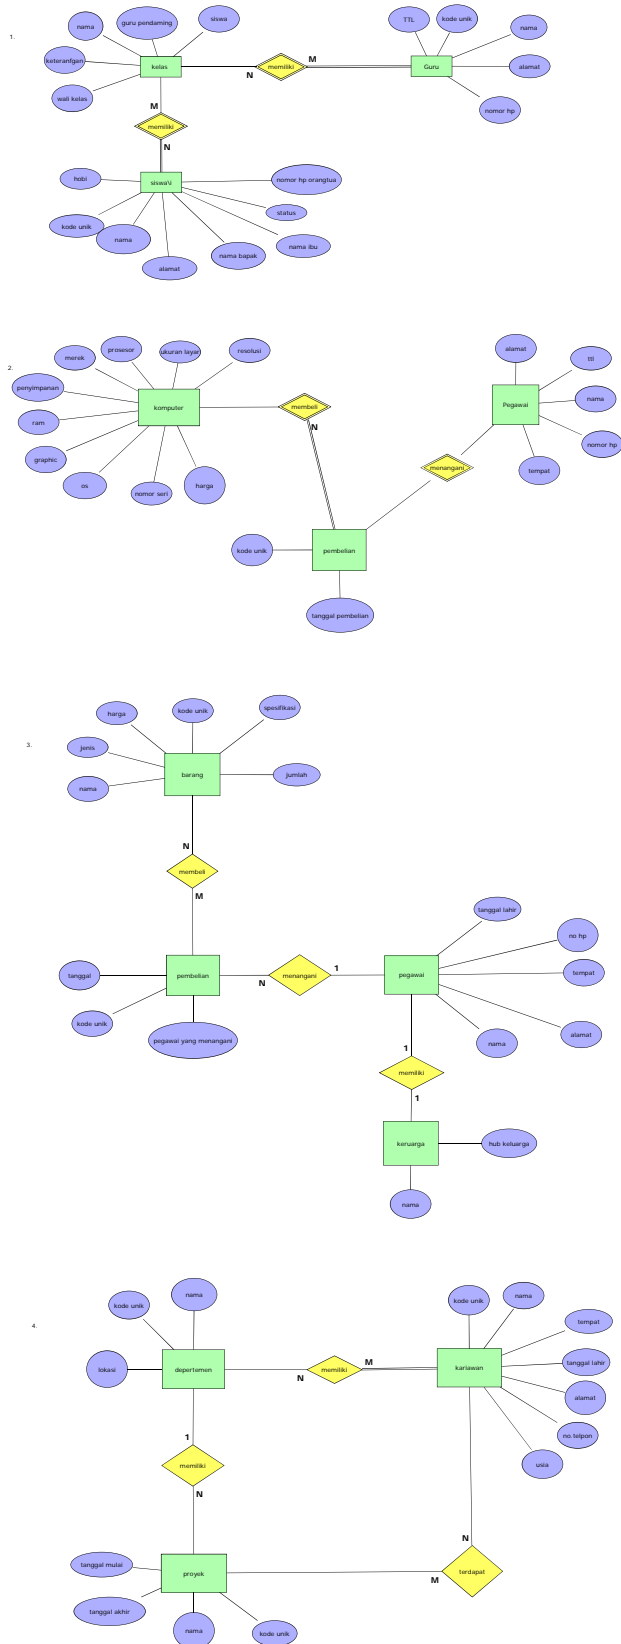 1.
nama
guru pendaming
siswa
keteranfgan
wali kelas
kelas
N
memiliki
M
Guru
TTL
kode unik
nama
alamat
nomor hp
M
memiliki
N
siswa\i
hobi
kode unik
nama
alamat
nama bapak
nama ibu
status
nomor hp orangtua
2.
penyimpanan
merek
prosesor
ukuran layar
resolusi
ram
graphic
os
nomor seri
harga
komputer
membeli
N
Pegawai
alamat
ttl
nama
nomor hp
tempat
menangani
pembelian
kode unik
tanggal pembelian
3.
nama
jenis
harga
kode unik
spesifikasi
jumlah
barang
N
membeli
M
pembelian
tanggal
kode unik
pegawai yang menangani
N
menangani
1
pegawai
tanggal lahir
no hp
tempat
alamat
nama
1
memiliki
1
keruarga
hub keluarga
nama
4.
kode unik
nama
lokasi
depertemen
N
memiliki
M
kariawan
kode unik
nama
tempat
tanggal lahir
alamat
no telpon
usia
1
memiliki
N
proyek
tanggal mulai
tanggal akhir
nama
kode unik
M
terdapat
N